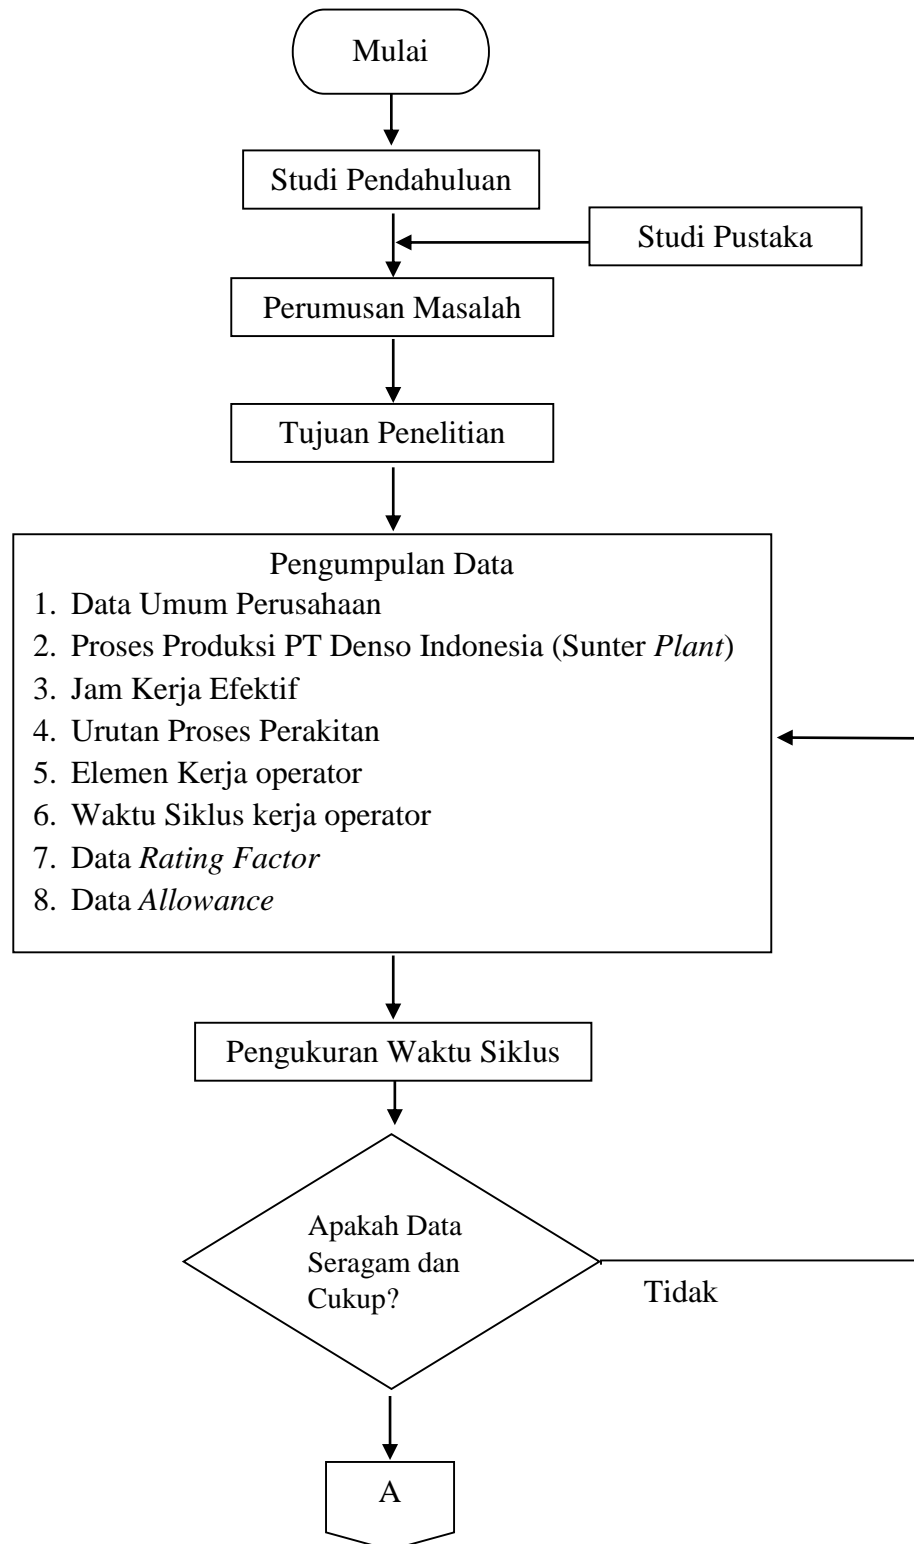 Mulai
Studi Pendahuluan
Studi Pustaka
Perumusan Masalah
Tujuan Penelitian
Pengumpulan Data
1. Data Umum Perusahaan
2. Proses Produksi PT Denso Indonesia (Sunter Plant)
3. Jam Kerja Efektif
4. Urutan Proses Perakitan
5. Elemen Kerja operator
6. Waktu Siklus kerja operator
7. Data Rating Factor
8. Data Allowance
Pengukuran Waktu Siklus
Apakah Data
Seragam dan
Cukup?
Tidak
A